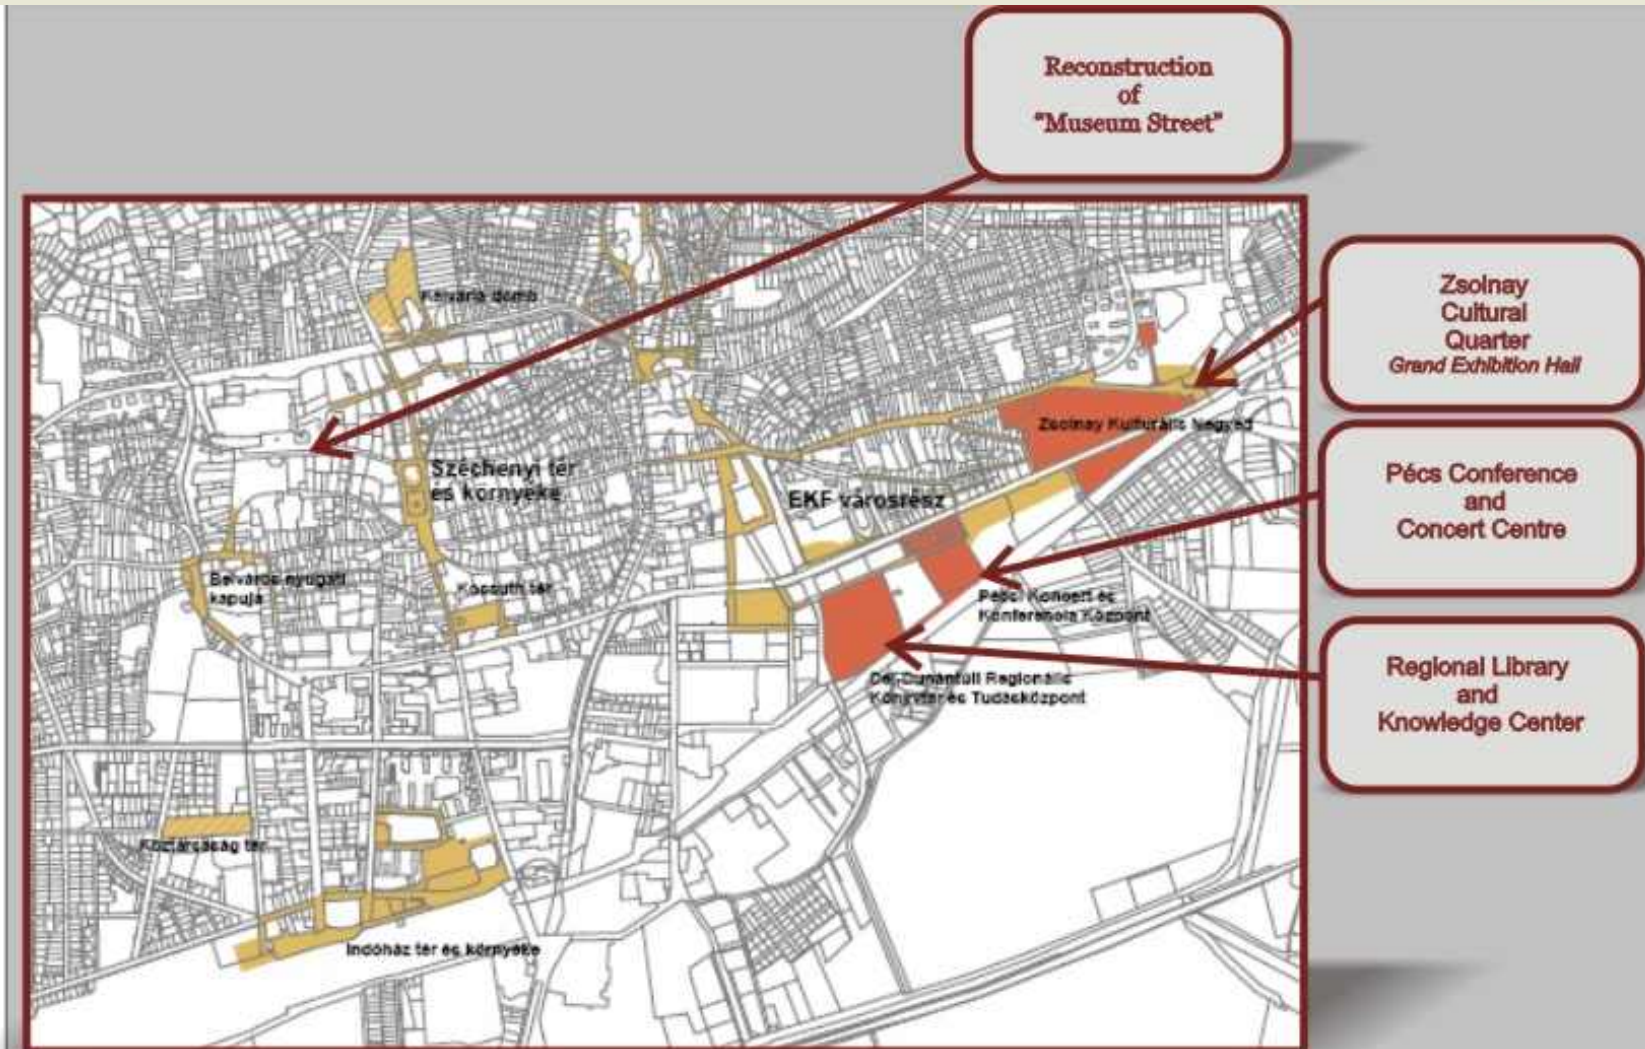 Reconstruction
of
"Museum Street"
Zsolnay
Cultural
Quarter
Grand Exhibition Hall
Pécs Conference
and
Concert Centre
Regional Library
and
Knowledge Center
Kálvária domb
Zsolnay Kulturális Negyed
Széchenyi tér
és környéke
EKF városrész
Belváros nyugati
kapuja
Kossuth tér
Pécsi Koncert és
Konferencia Központ
Dél-Dunántúli Regionális
Könyvtár és Tudásközpont
Köztársaság tér
Indóház tér és környéke